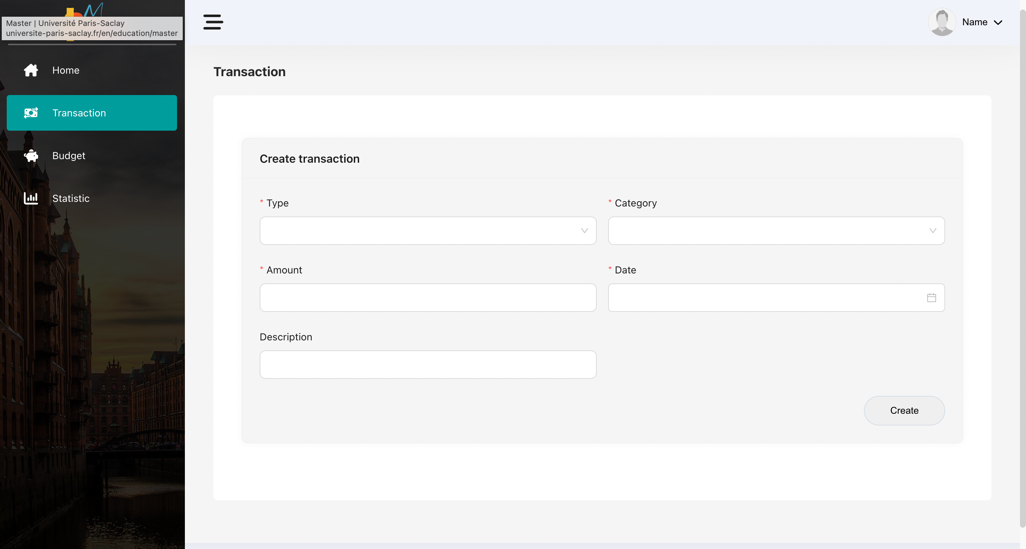 Master | Université Paris-Saclay
universite-paris-saclay.fr/en/education/master
Name
Home
Transaction
Budget
Statistic
Transaction
Create transaction
* Type
* Category
* Amount
* Date
Description
Create